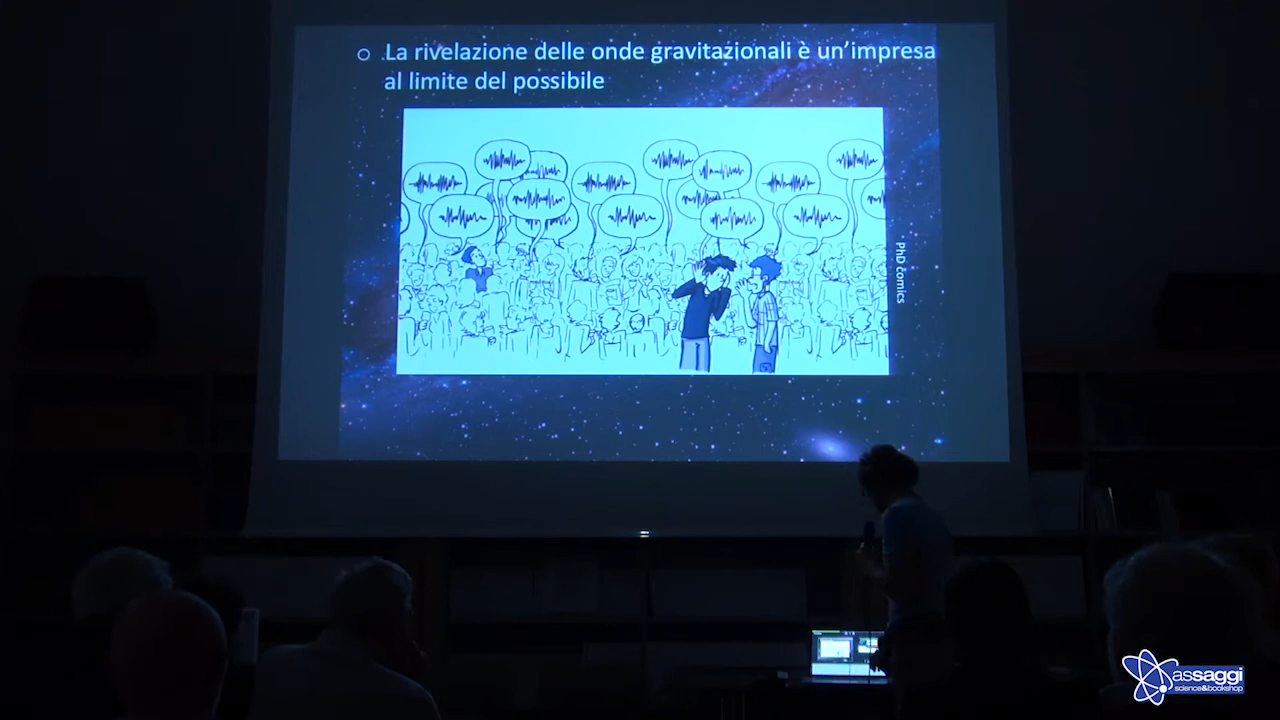 La rivelazione delle onde gravitazionali è un'impresa
al limite del possibile
PhD comics
assaggi
science&bookshop